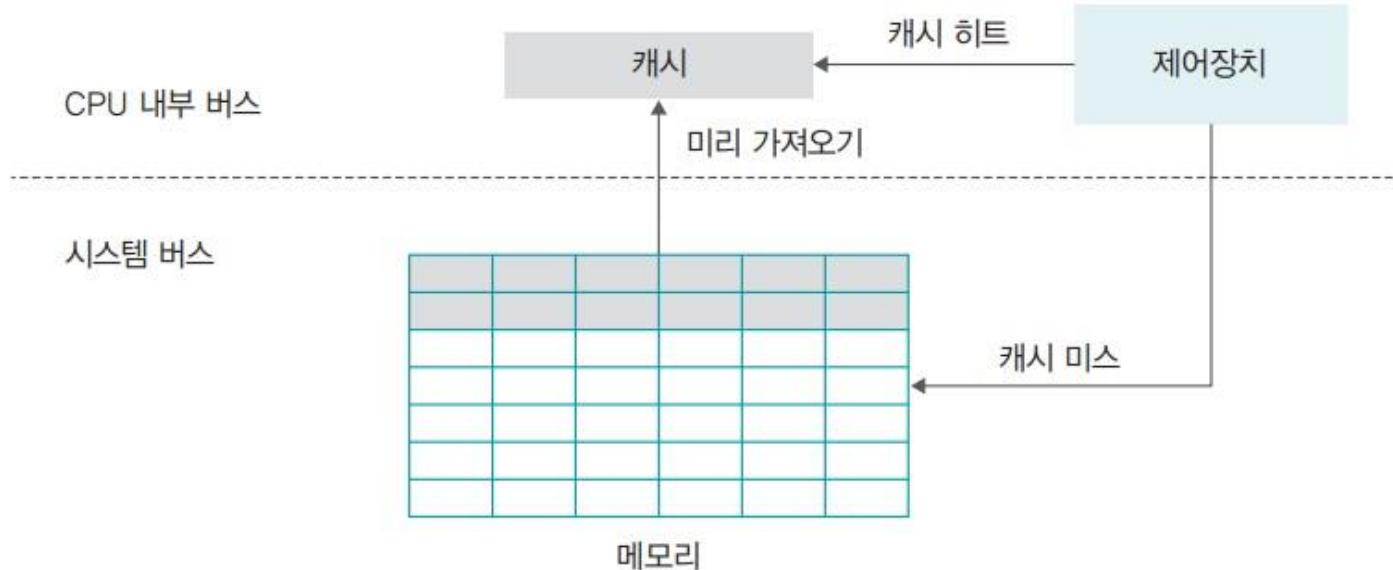 캐시 히트
캐시
제어장치
CPU 내부 버스
미리 가져오기
시스템 버스
캐시 미스
메모리